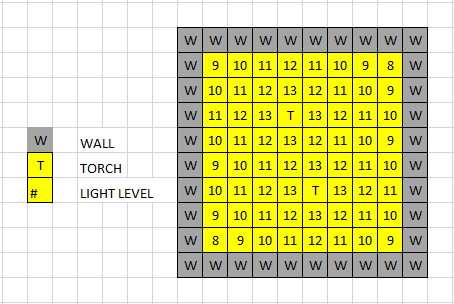 W W W W W W W W W W
W 9 10 11 12 11 10 9 8 W
W 10 11 12 13 12 11 10 9 W
W 11 12 13 T 13 12 11 10 W
W WALL W 10 11 12 13 12 11 10 9 W
T TORCH W 9 10 11 12 13 12 11 10 W
# LIGHT LEVEL W 10 11 12 13 T 13 12 11 W
W 9 10 11 12 13 12 11 10 W
W 8 9 10 11 12 11 10 9 W
W W W W W W W W W W